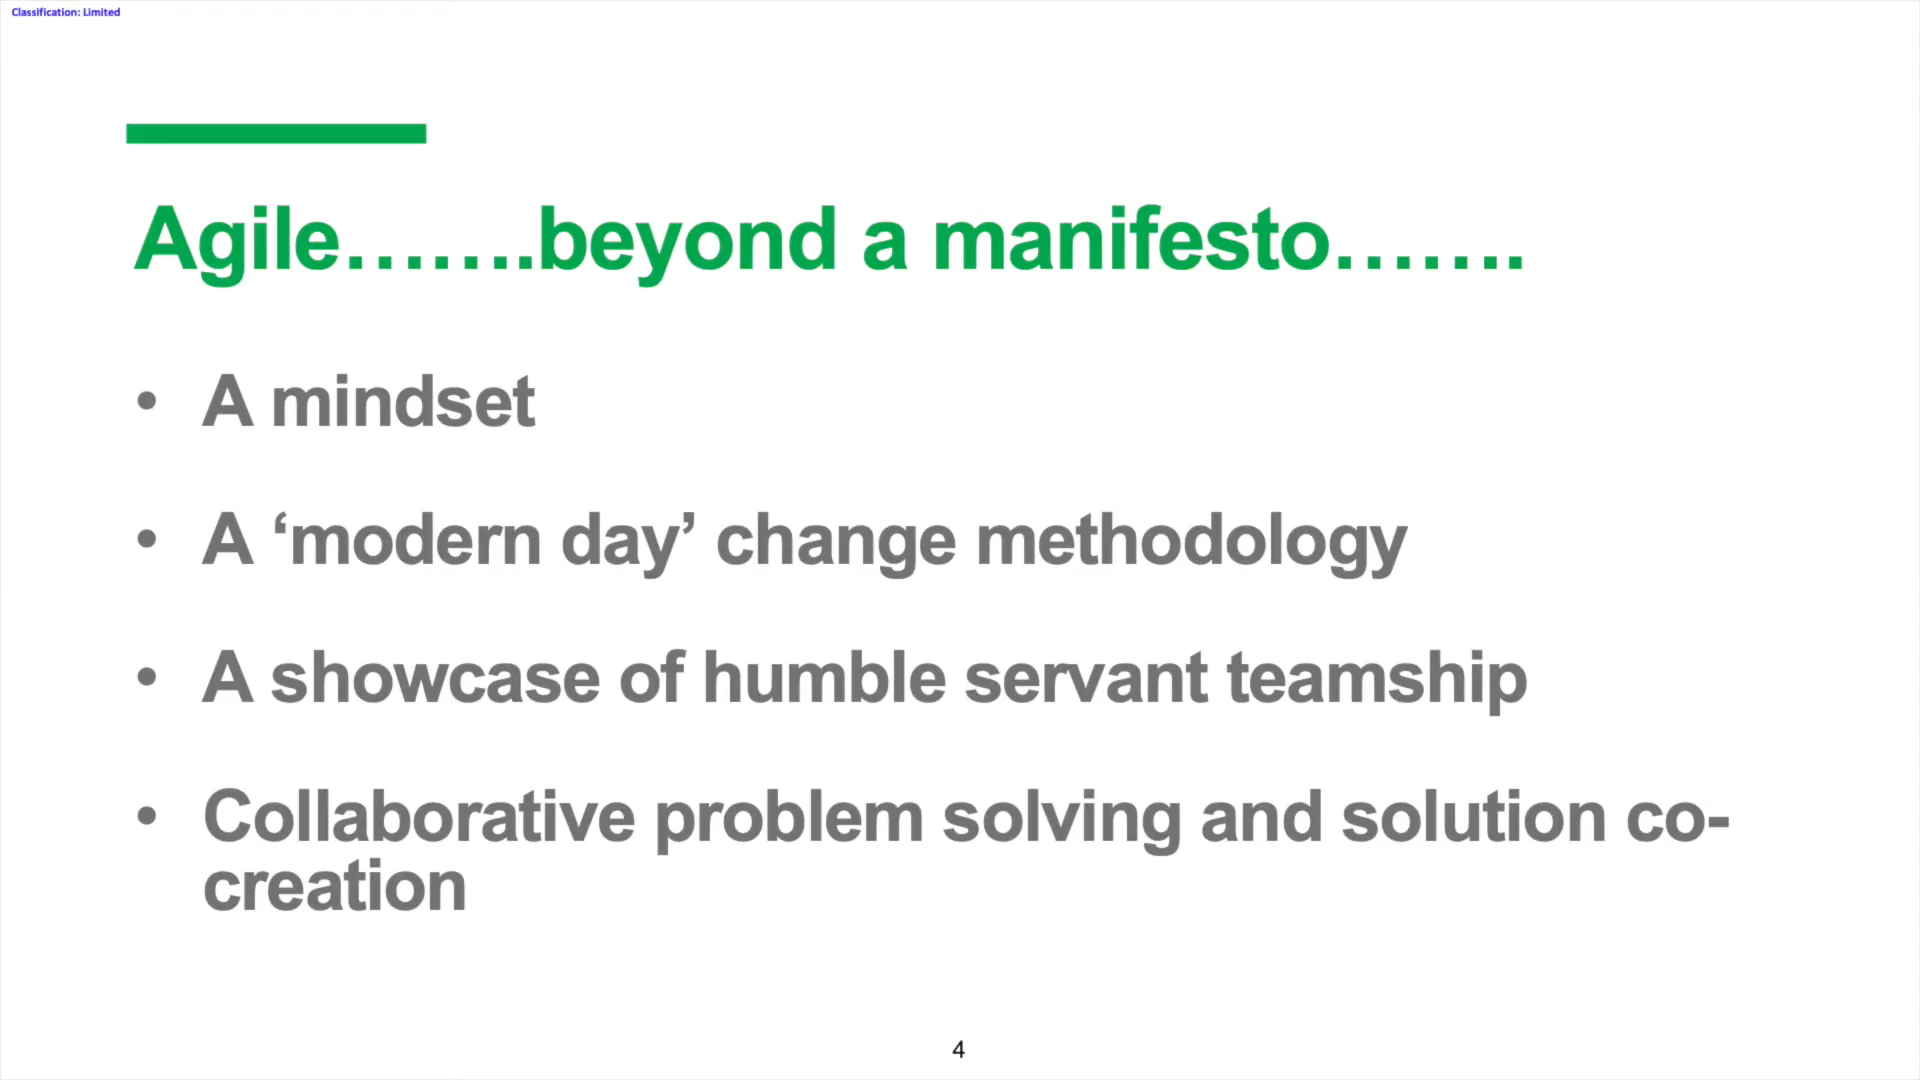 Classification: Limited
Agile…….beyond a manifesto…….
• A mindset
• A ‘modern day’ change methodology
• A showcase of humble servant teamship
• Collaborative problem solving and solution co-
creation
4